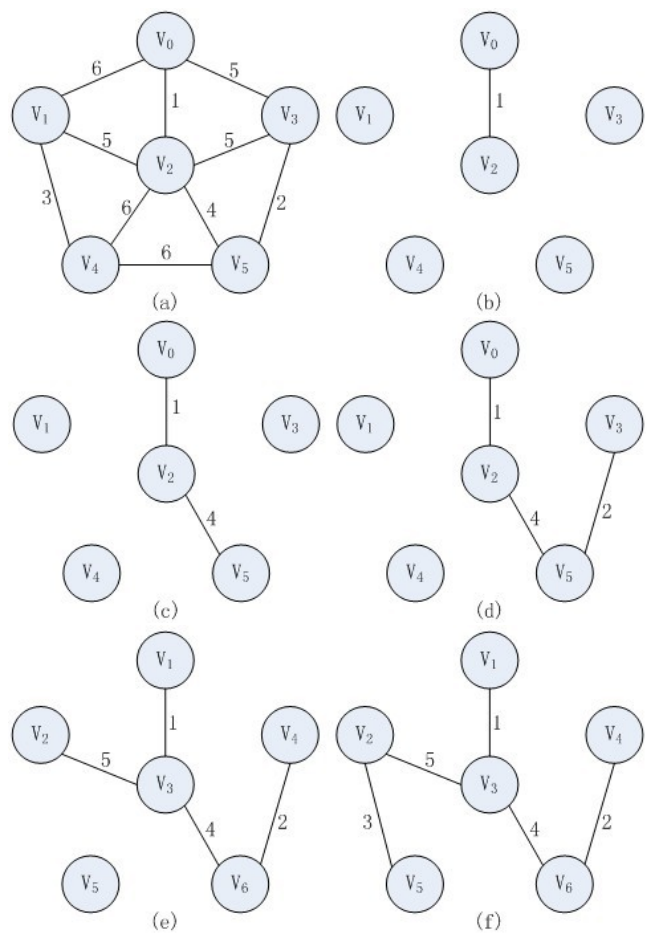 V₀ V₀
6 5
V₁ 1 V₃ V₁ 1 V₃
5 5
V₂ V₂
3 6 4 2
V₄ 6 V₅ V₄ V₅
(a) (b)
V₀ V₀
V₁ 1 V₃ V₁ 1 V₃
V₂ V₂
4 4 2
V₄ V₅ V₄ V₅
(c) (d)
V₁ V₁
V₂ 1 V₄ V₂ 1 V₄
5 5
V₃ V₃
4 2 3 4 2
V₅ V₆ V₅ V₆
(e) (f)